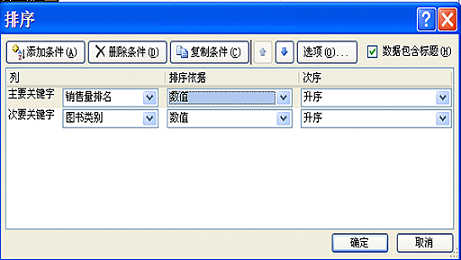 排序
添加条件(A) 删除条件(D) 复制条件(C) 选项(O)... 数据包含标题(H)
列 排序依据 次序
主要关键字 销售量排名 数值 升序
次要关键字 图书类别 数值 升序
确定 取消